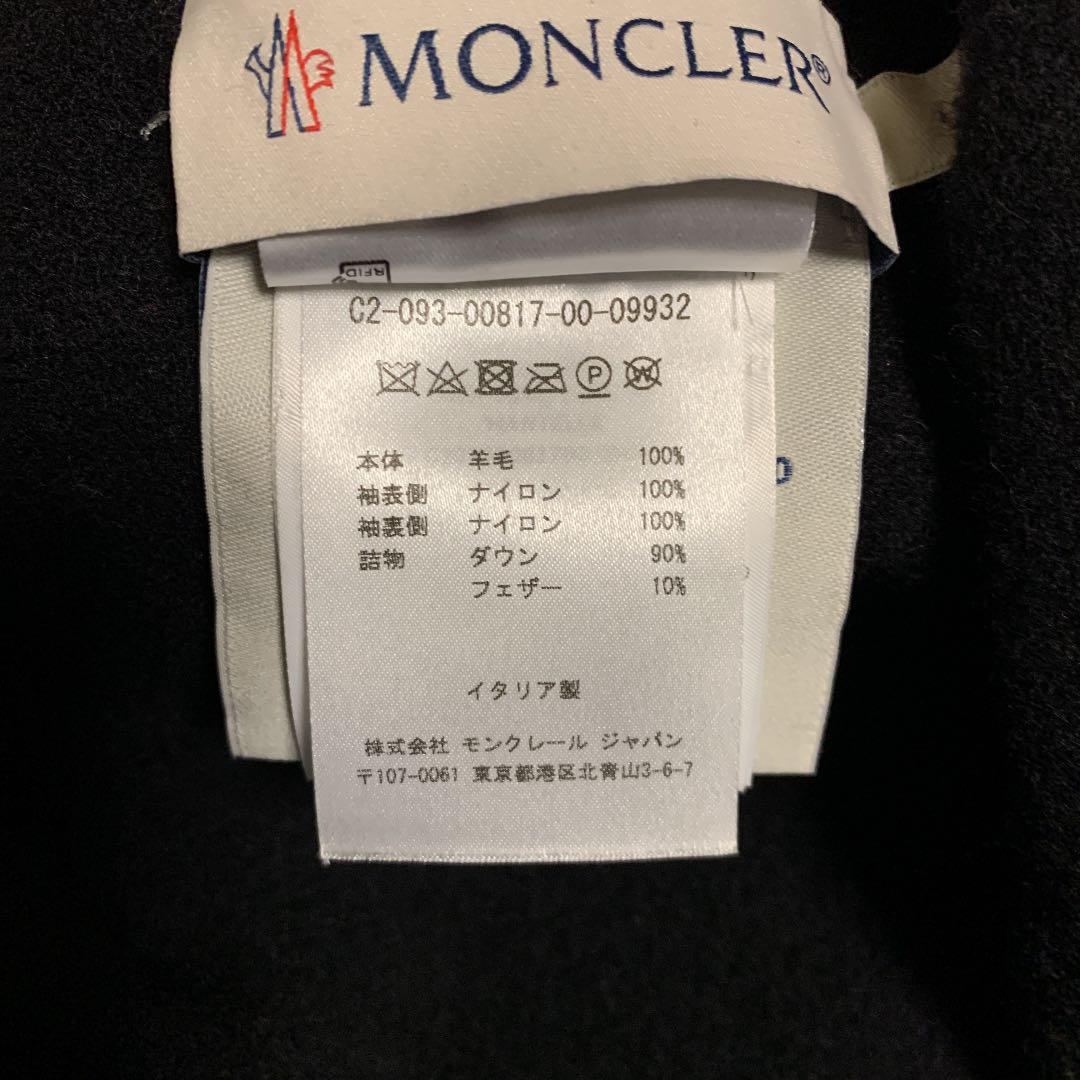 MONCLER®
RFID
C2-093-00817-00-09932
P W
本体 羊毛 100%
袖表側 ナイロン 100%
袖裏側 ナイロン 100%
詰物 ダウン 90%
フェザー 10%
イタリア製
株式会社 モンクレール ジャパン
〒107-0061 東京都港区北青山3-6-7